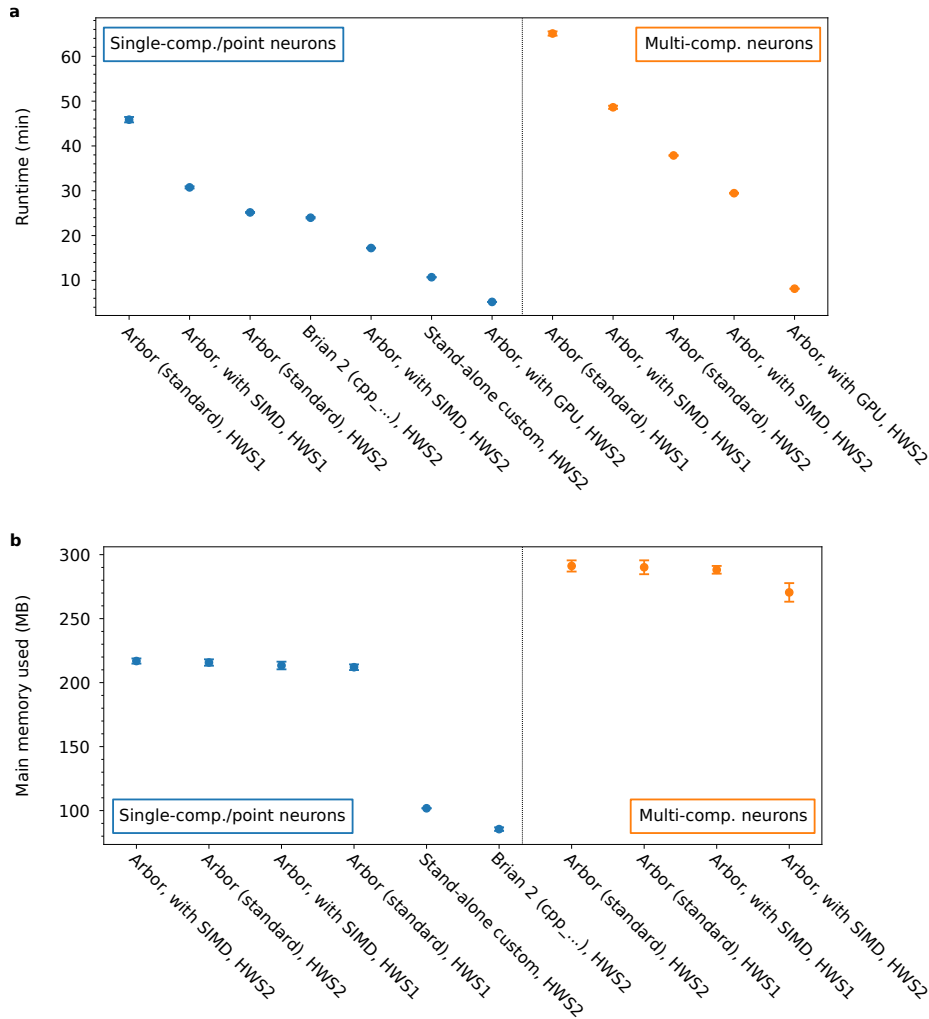 a
Single-comp./point neurons
Multi-comp. neurons
Runtime (min)
60
50
40
30
20
10
Arbor (standard), HWS1
Arbor, with SIMD, HWS1
Arbor (standard), HWS2
Brian 2 (cpp_...), HWS2
Arbor, with SIMD, HWS2
Stand-alone custom, HWS2
Arbor, with GPU, HWS2
Arbor (standard), HWS1
Arbor, with SIMD, HWS1
Arbor (standard), HWS2
Arbor, with SIMD, HWS2
Arbor, with GPU, HWS2
b
Main memory used (MB)
300
250
200
150
100
Single-comp./point neurons
Multi-comp. neurons
Arbor, with SIMD, HWS2
Arbor (standard), HWS2
Arbor, with SIMD, HWS1
Arbor (standard), HWS1
Stand-alone custom, HWS2
Brian 2 (cpp_...), HWS2
Arbor (standard), HWS2
Arbor (standard), HWS1
Arbor, with SIMD, HWS1
Arbor, with SIMD, HWS2